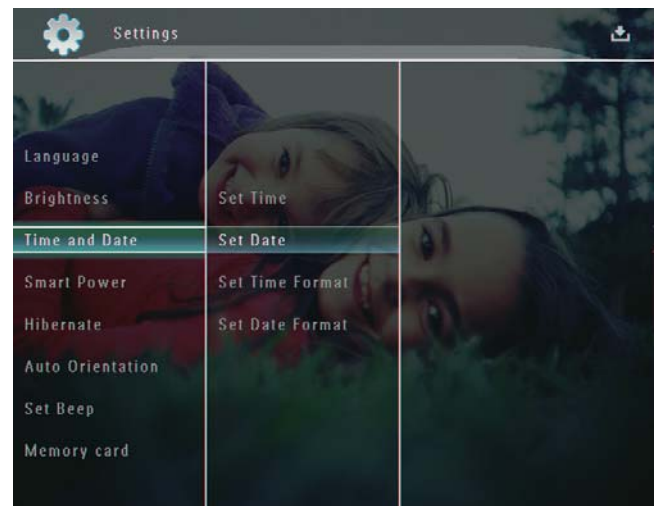 Settings
Language
Brightness
Time and Date
Smart Power
Hibernate
Auto Orientation
Set Beep
Memory card
Set Time
Set Date
Set Time Format
Set Date Format